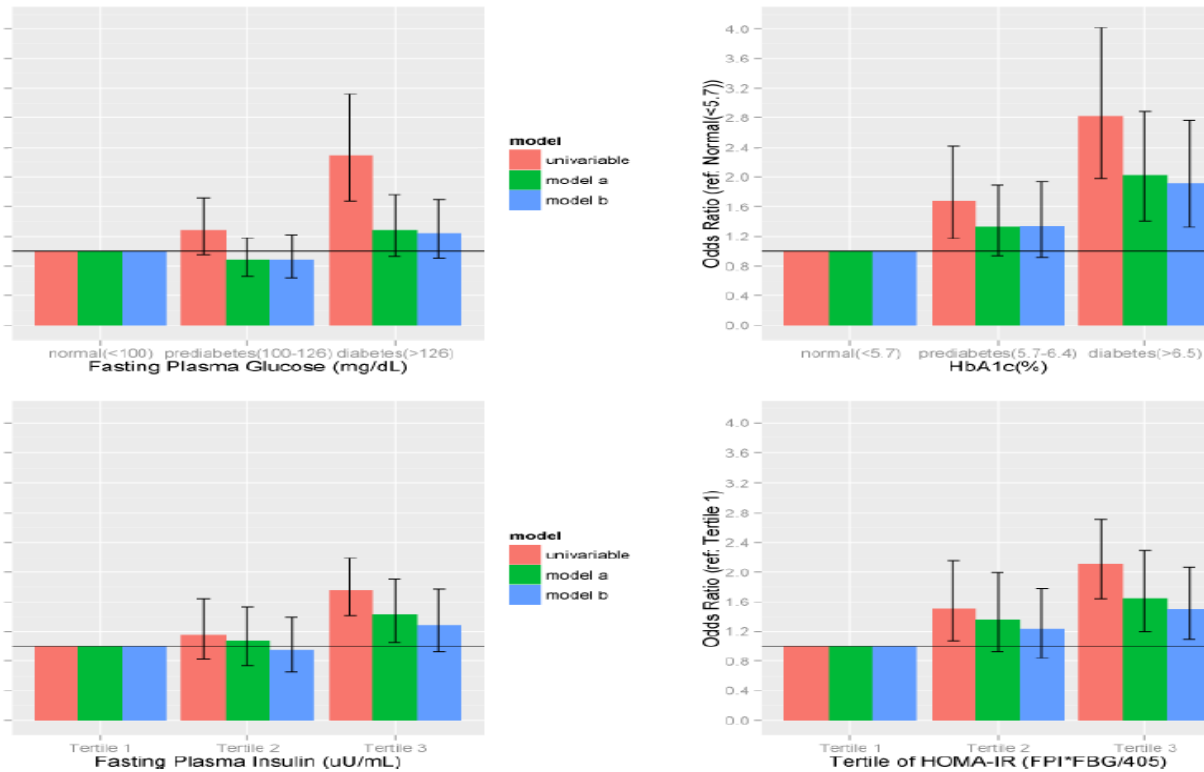 model
univariable
model a
model b
normal(<100) prediabetes(100-126) diabetes(>126)
Fasting Plasma Glucose (mg/dL)
Odds Ratio (ref: Normal(<5.7))
4.0
3.6
3.2
2.8
2.4
2.0
1.6
1.2
0.8
0.4
0.0
normal(<5.7) prediabetes(5.7-6.4) diabetes(>6.5)
HbA1c(%)
model
univariable
model a
model b
Tertile 1 Tertile 2 Tertile 3
Fasting Plasma Insulin (uU/mL)
Odds Ratio (ref: Tertile 1)
4.0
3.6
3.2
2.8
2.4
2.0
1.6
1.2
0.8
0.4
0.0
Tertile 1 Tertile 2 Tertile 3
Tertile of HOMA-IR (FPI*FBG/405)